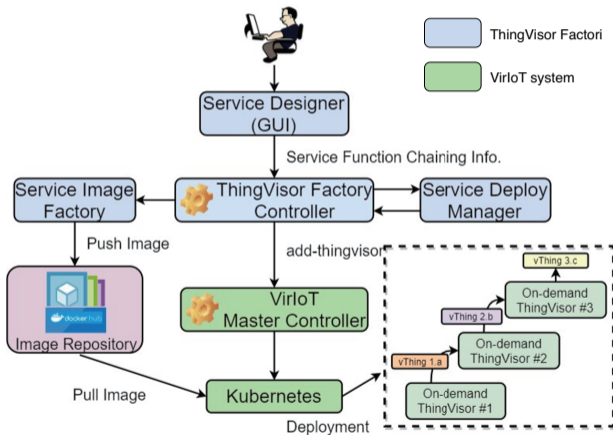 ThingVisor Factori
VirIoT system
Service Designer
(GUI)
Service Function Chaining Info.
Service Image
Factory
ThingVisor Factory
Controller
Service Deploy
Manager
Push Image
add-thingvisor
vThing 3.c
On-demand
ThingVisor #3
vThing 2.b
On-demand
ThingVisor #2
vThing 1.a
On-demand
ThingVisor #1
docker hub
Image Repository
VirIoT
Master Controller
Pull Image
Kubernetes
Deployment